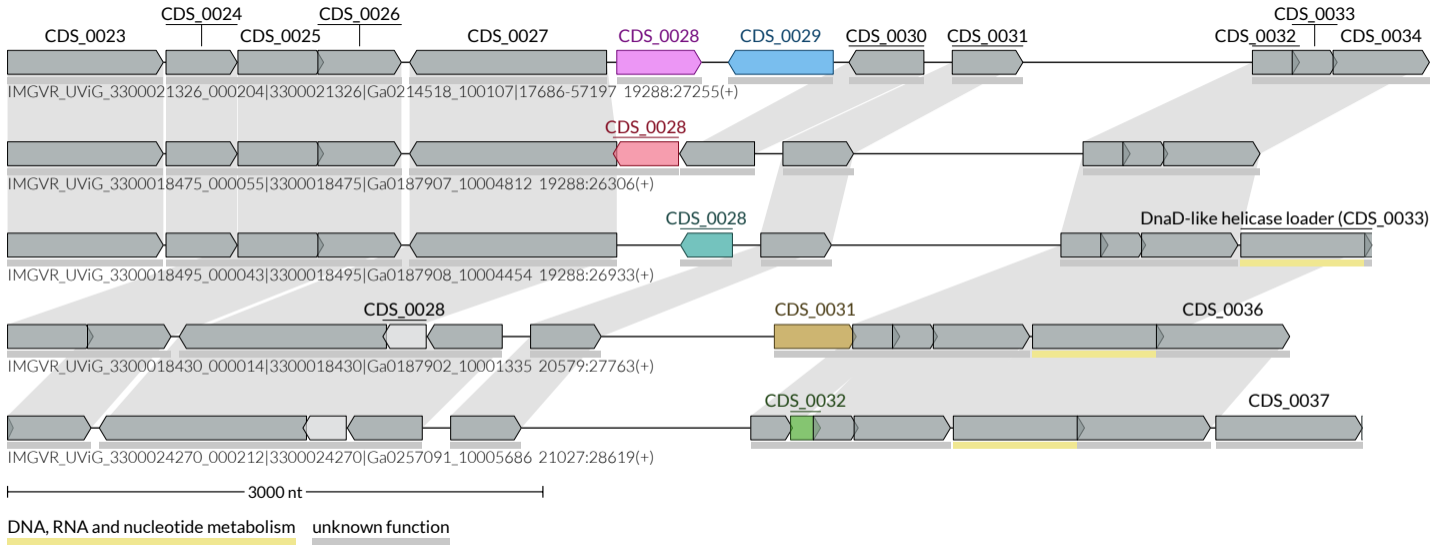 CDS_0024 CDS_0026 CDS_0033
CDS_0023 CDS_0025 CDS_0027 CDS_0028 CDS_0029 CDS_0030 CDS_0031 CDS_0032 CDS_0034
IMGVR_UViG_3300021326_000204|3300021326|Ga0214518_100107|17686-57197 19288:27255(+)
CDS_0028
IMGVR_UViG_3300018475_000055|3300018475|Ga0187907_10004812 19288:26306(+)
CDS_0028 DnaD-like helicase loader (CDS_0033)
IMGVR_UViG_3300018495_000043|3300018495|Ga0187908_10004454 19288:26933(+)
CDS_0028 CDS_0031 CDS_0036
IMGVR_UViG_3300018430_000014|3300018430|Ga0187902_10001335 20579:27763(+)
CDS_0032 CDS_0037
IMGVR_UViG_3300024270_000212|3300024270|Ga0257091_10005686 21027:28619(+)
3000 nt
DNA, RNA and nucleotide metabolism unknown function